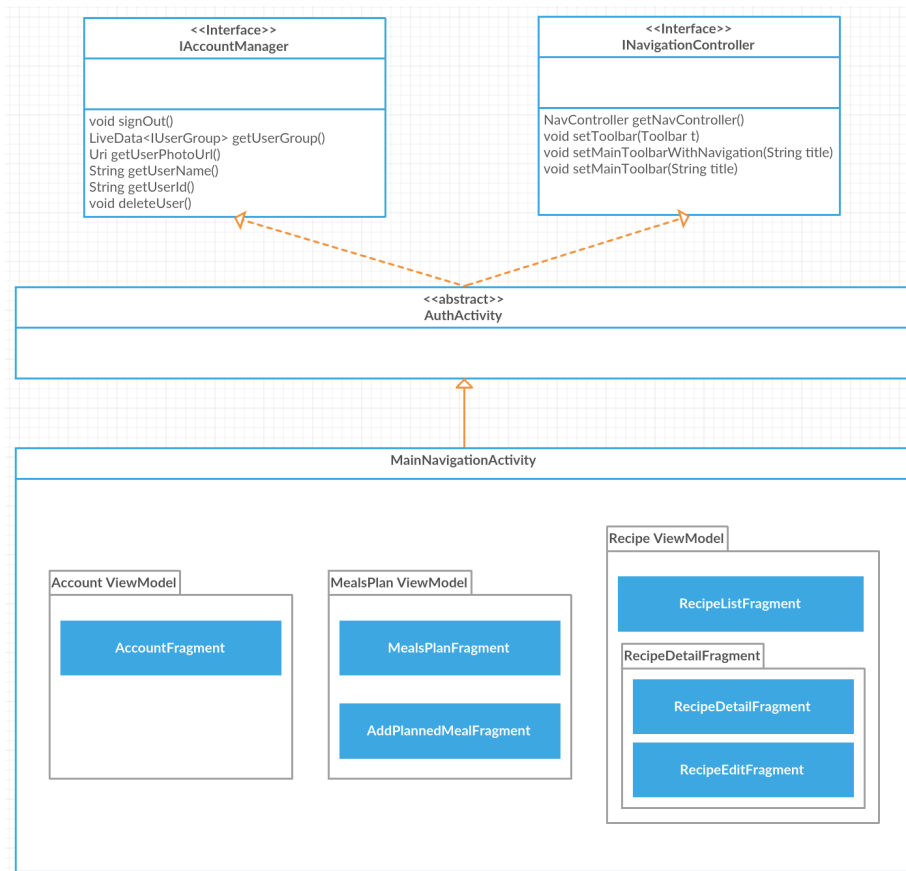 <<Interface>>
IAccountManager
void signOut()
LiveData<IUserGroup> getUserGroup()
Uri getUserPhotoUrl()
String getUserName()
String getUserId()
void deleteUser()
<<Interface>>
INavigationController
NavController getNavController()
void setToolbar(Toolbar t)
void setMainToolbarWithNavigation(String title)
void setMainToolbar(String title)
<<abstract>>
AuthActivity
MainNavigationActivity
Account ViewModel
AccountFragment
MealsPlan ViewModel
MealsPlanFragment
AddPlannedMealFragment
Recipe ViewModel
RecipeListFragment
RecipeDetailFragment
RecipeDetailFragment
RecipeEditFragment